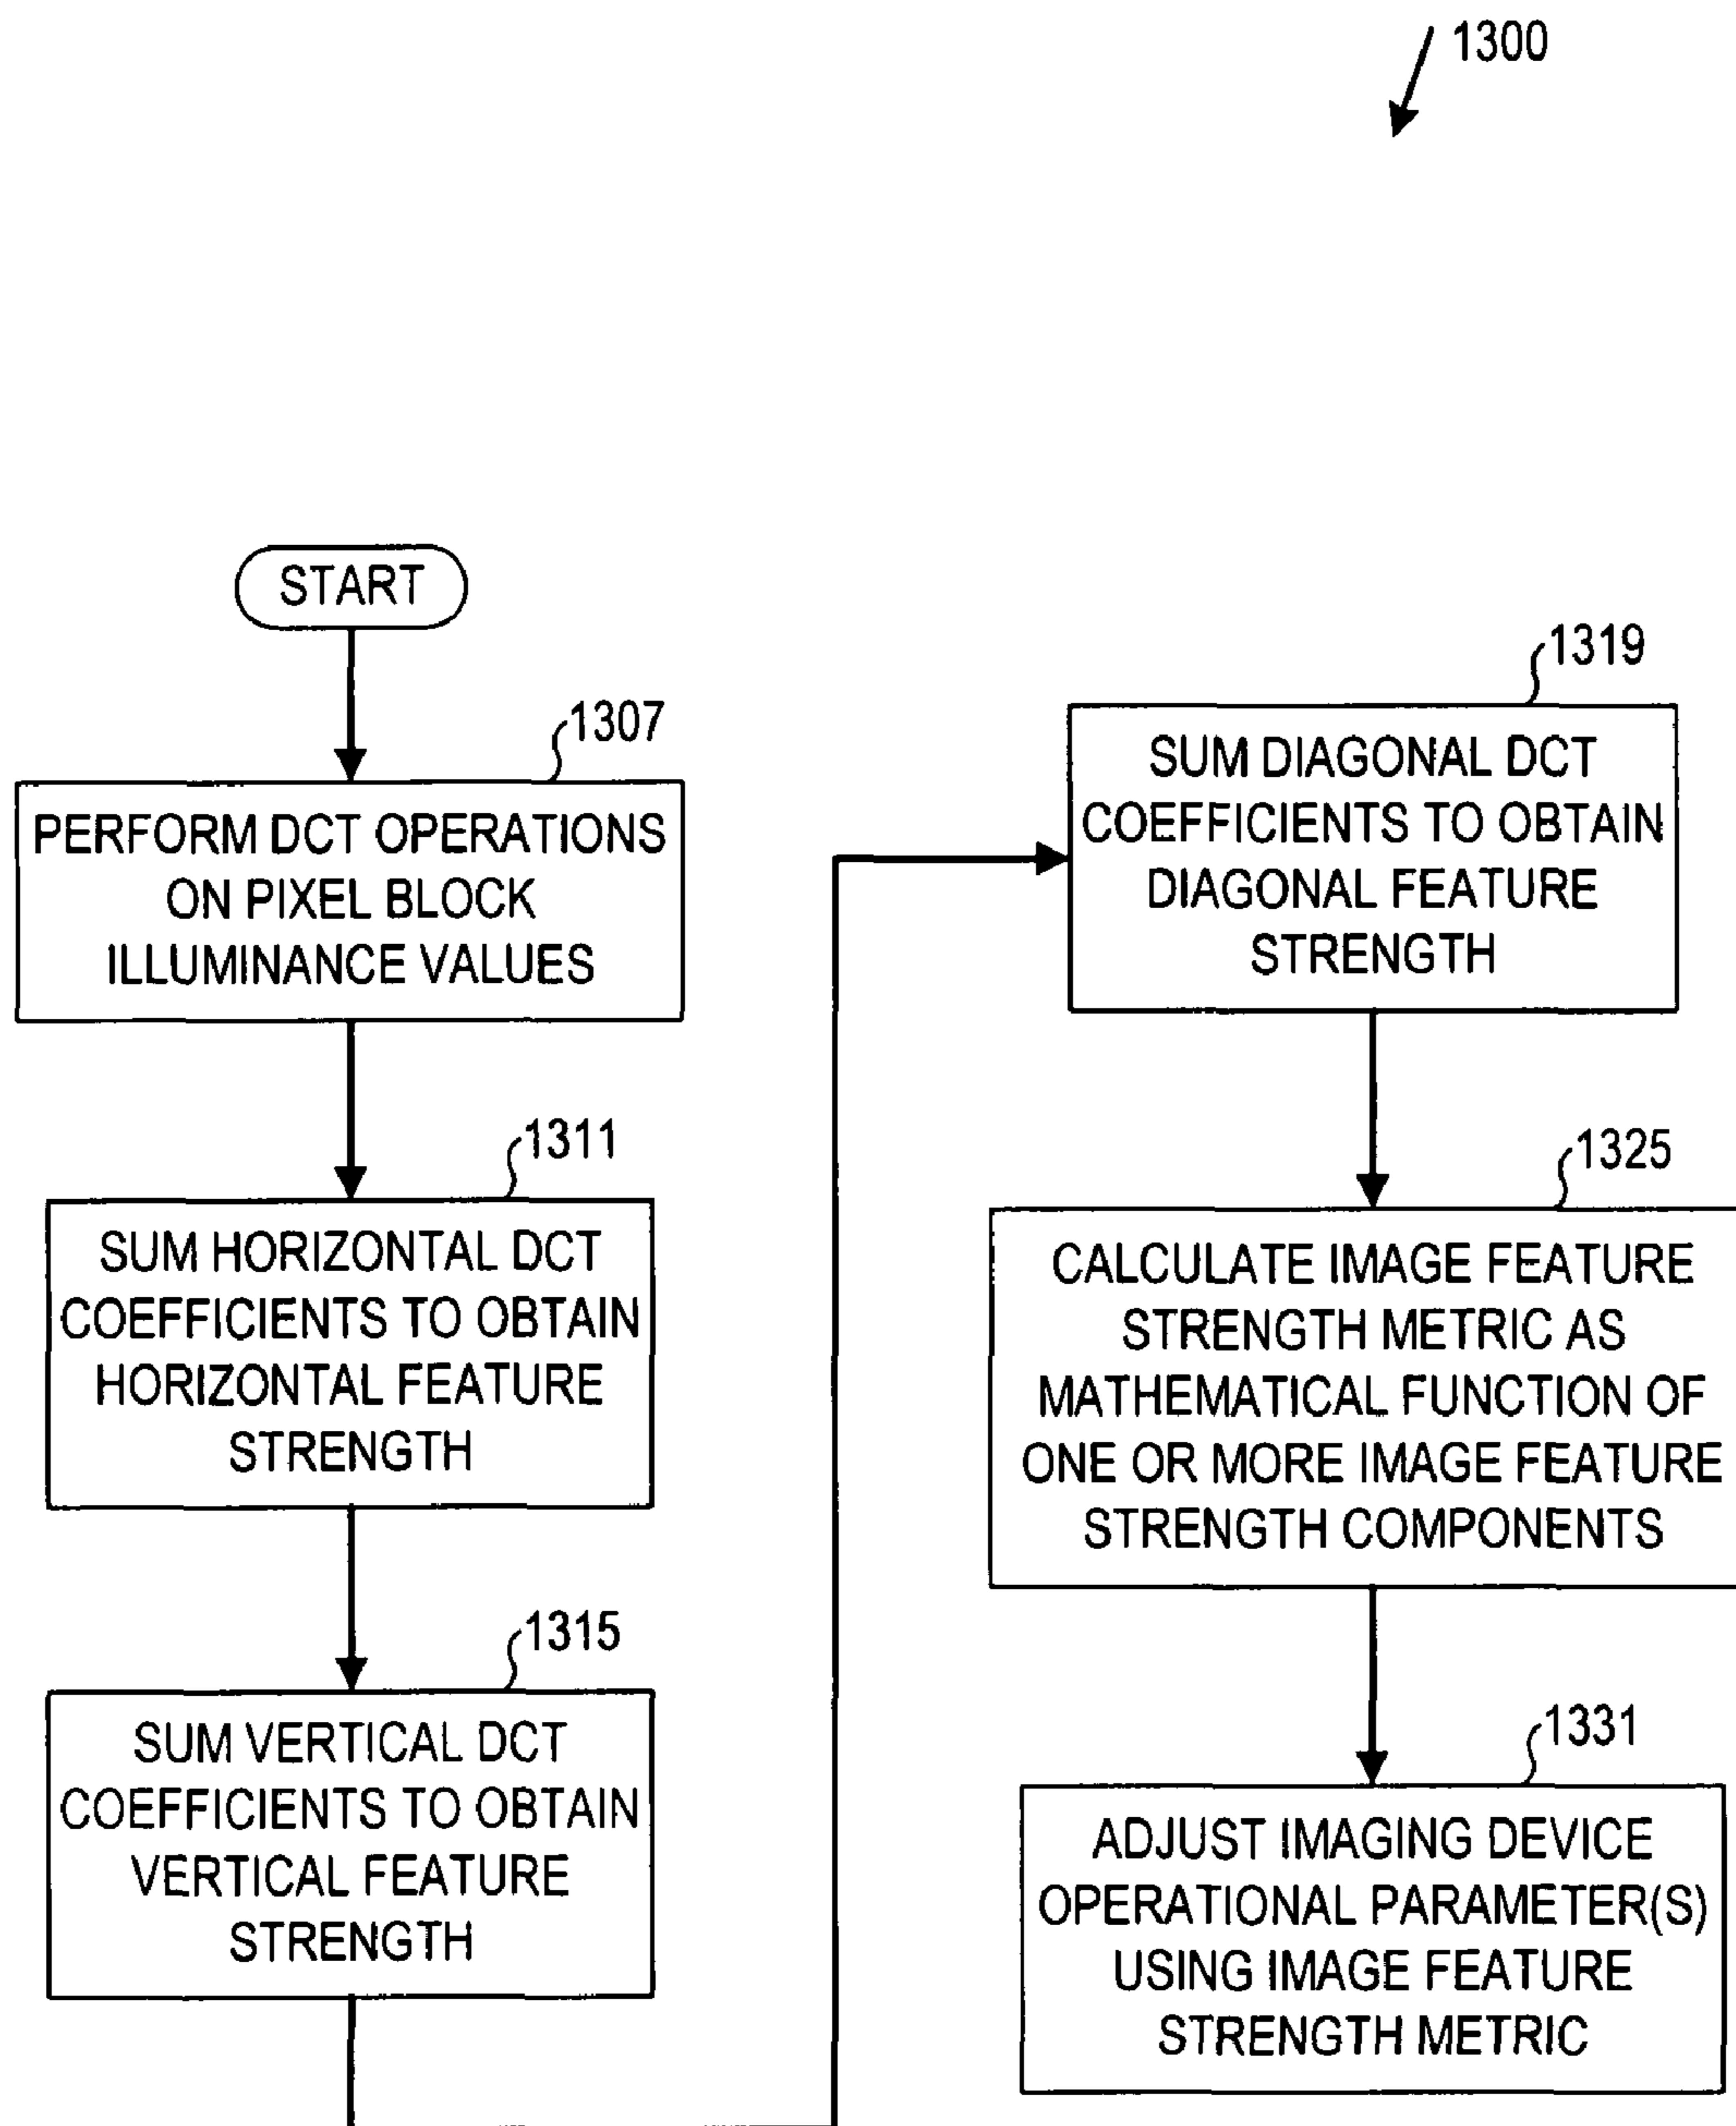 1300
START
1307
PERFORM DCT OPERATIONS
ON PIXEL BLOCK
ILLUMINANCE VALUES
1311
SUM HORIZONTAL DCT
COEFFICIENTS TO OBTAIN
HORIZONTAL FEATURE
STRENGTH
1315
SUM VERTICAL DCT
COEFFICIENTS TO OBTAIN
VERTICAL FEATURE
STRENGTH
1319
SUM DIAGONAL DCT
COEFFICIENTS TO OBTAIN
DIAGONAL FEATURE
STRENGTH
1325
CALCULATE IMAGE FEATURE
STRENGTH METRIC AS
MATHEMATICAL FUNCTION OF
ONE OR MORE IMAGE FEATURE
STRENGTH COMPONENTS
1331
ADJUST IMAGING DEVICE
OPERATIONAL PARAMETER(S)
USING IMAGE FEATURE
STRENGTH METRIC